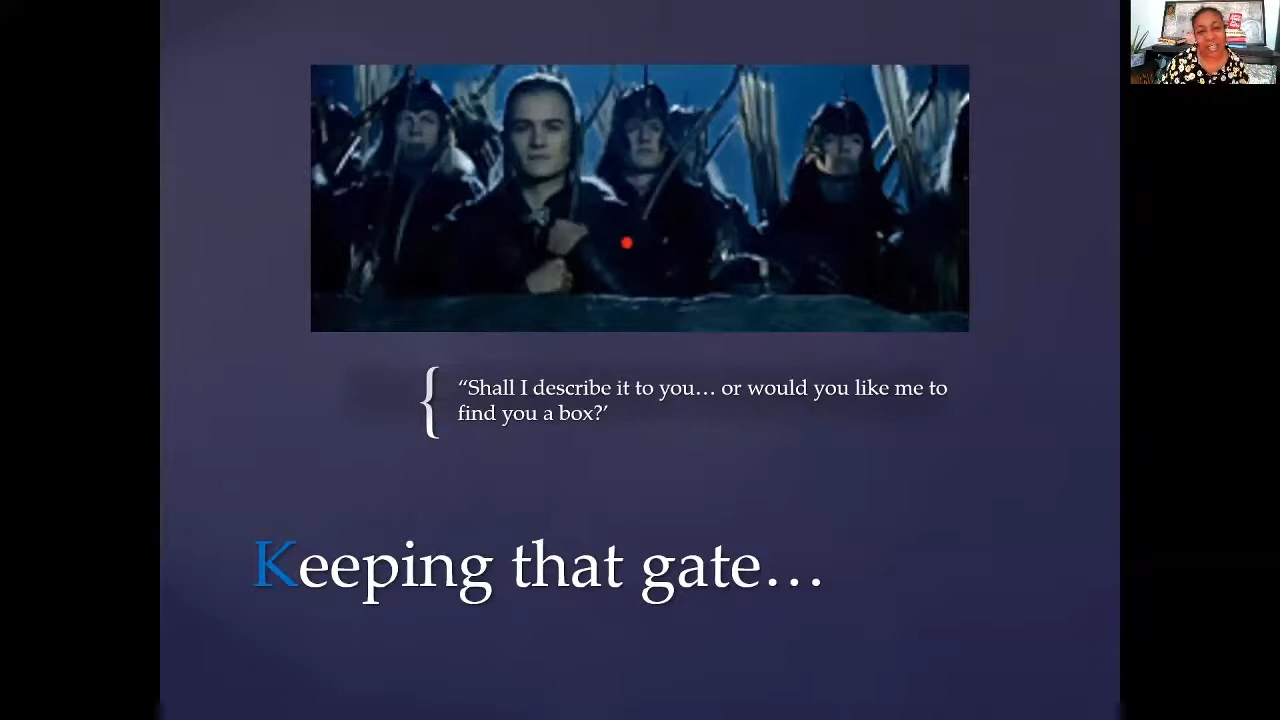 “Shall I describe it to you… or would you like me to
find you a box?’
Keeping that gate…